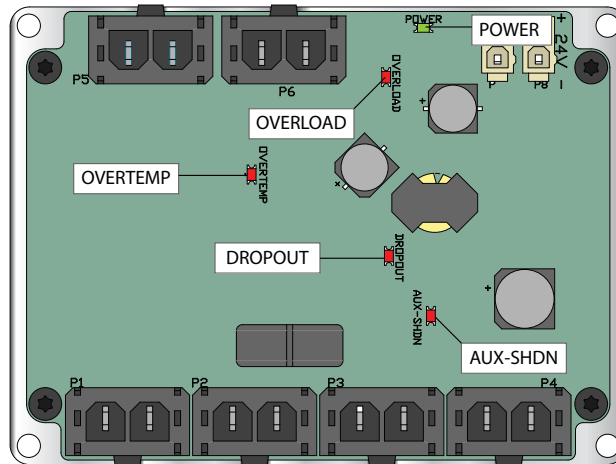 POWER
POWER
+
24V
P5
P6
P
P8
–
OVERLOAD
OVERLOAD
+
OVERTEMP
OVERTEMP
+
DROPOUT
DROPOUT
+
AUX-SHDN
AUX-SHDN
P1
P2
P3
P4